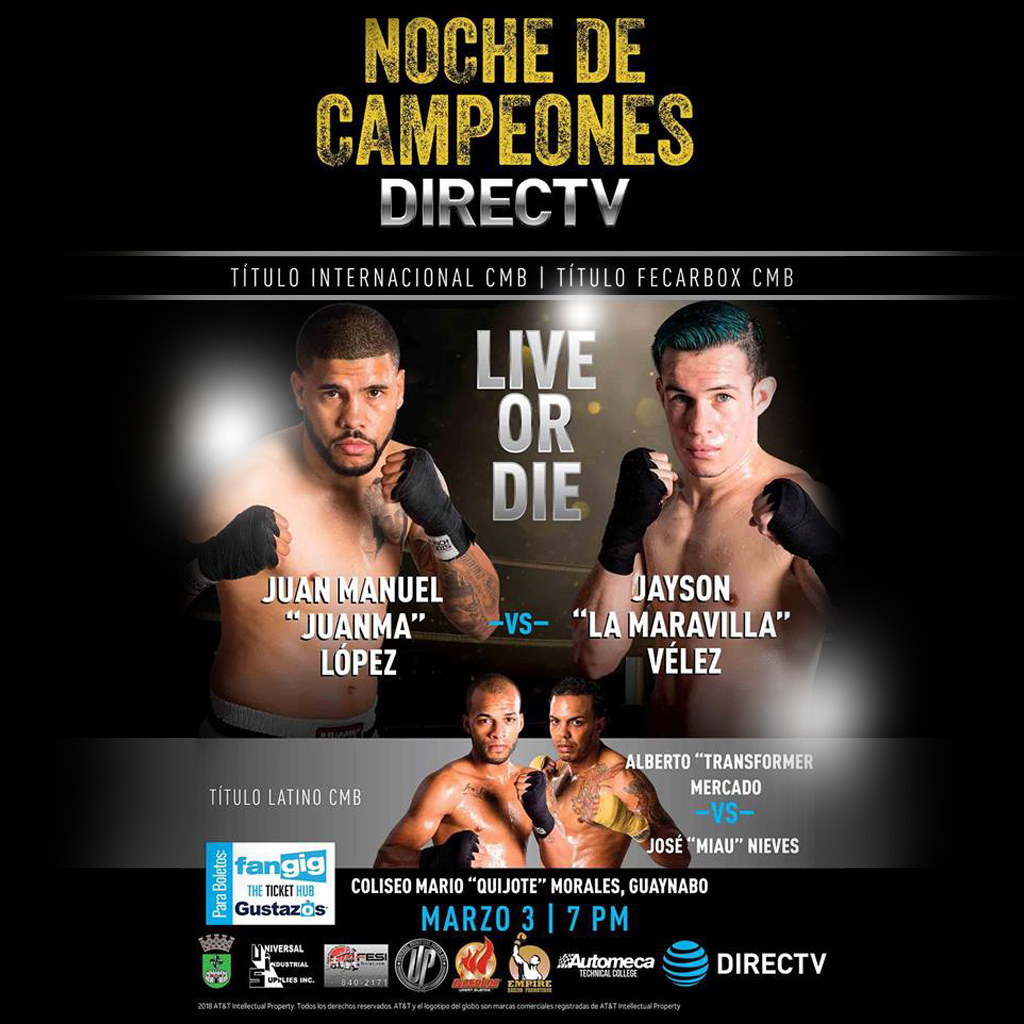 NOCHE DE
CAMPEONES
DIRECTV
TÍTULO INTERNACIONAL CMB | TÍTULO FECARBOX CMB
LIVE
OR
DIE
JUAN MANUEL
“JUANMA”
LÓPEZ
–VS–
JAYSON
“LA MARAVILLA”
VÉLEZ
TÍTULO LATINO CMB
ALBERTO “TRANSFORMER
MERCADO
–VS–
JOSÉ “MIAU” NIEVES
Para Boletos:
fangig
THE TICKET HUB
Gustazos
COLISEO MARIO “QUIJOTE” MORALES, GUAYNABO
MARZO 3 | 7 PM
UNIVERSAL
INDUSTRIAL
SUPPLIES INC.
FESI
840-2171
UP
EMPIRE
Automeca
TECHNICAL COLLEGE
DIRECTV
2018 AT&T Intellectual Property. Todos los derechos reservados. AT&T y el logotipo del globo son marcas comerciales registradas de AT&T Intellectual Property